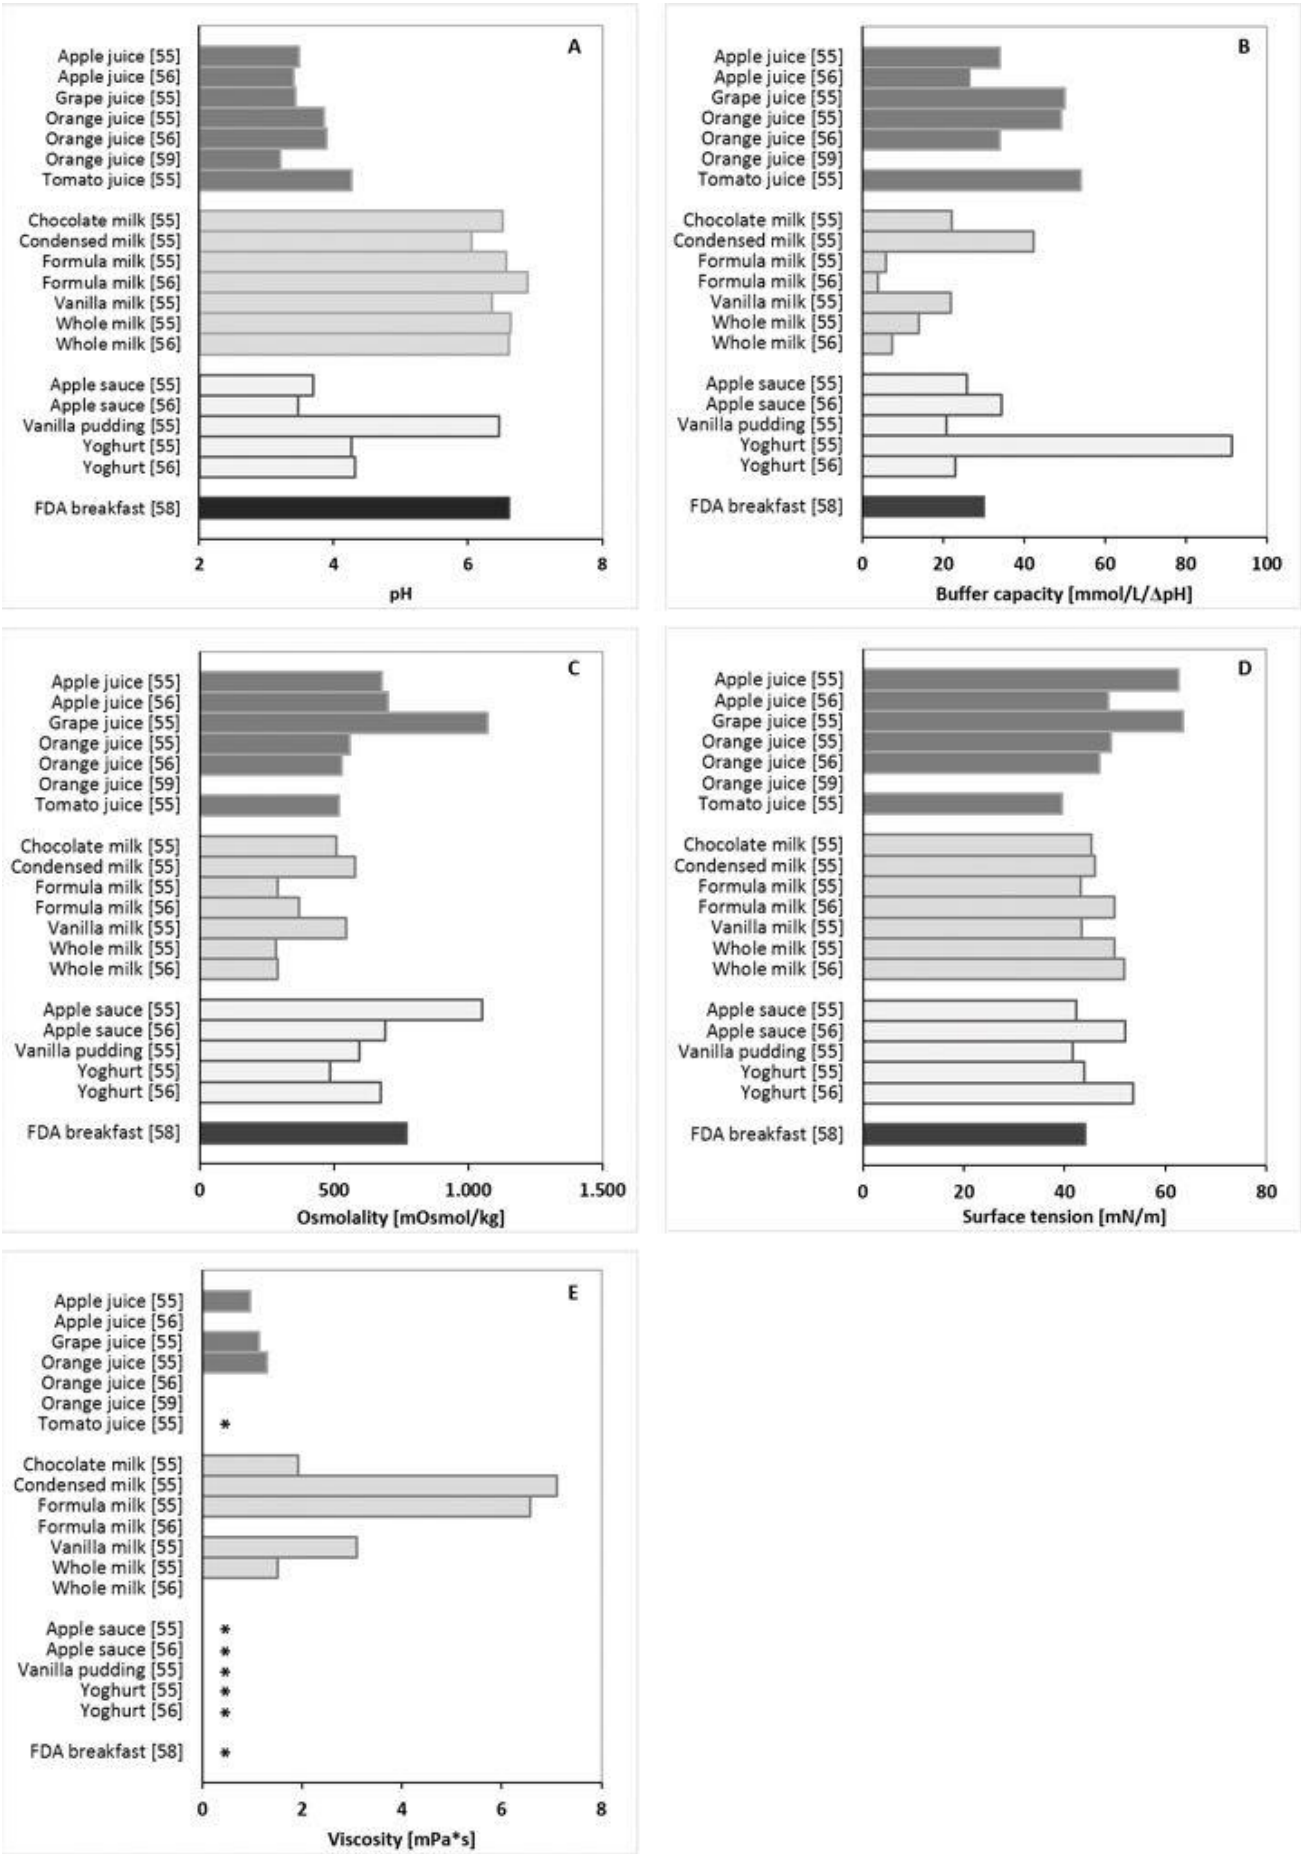 A
Apple juice [55]
Apple juice [56]
Grape juice [55]
Orange juice [55]
Orange juice [56]
Orange juice [59]
Tomato juice [55]
Chocolate milk [55]
Condensed milk [55]
Formula milk [55]
Formula milk [56]
Vanilla milk [55]
Whole milk [55]
Whole milk [56]
Apple sauce [55]
Apple sauce [56]
Vanilla pudding [55]
Yoghurt [55]
Yoghurt [56]
FDA breakfast [58]
2 4 6 8
pH
B
Apple juice [55]
Apple juice [56]
Grape juice [55]
Orange juice [55]
Orange juice [56]
Orange juice [59]
Tomato juice [55]
Chocolate milk [55]
Condensed milk [55]
Formula milk [55]
Formula milk [56]
Vanilla milk [55]
Whole milk [55]
Whole milk [56]
Apple sauce [55]
Apple sauce [56]
Vanilla pudding [55]
Yoghurt [55]
Yoghurt [56]
FDA breakfast [58]
0 20 40 60 80 100
Buffer capacity [mmol/L/ΔpH]
C
Apple juice [55]
Apple juice [56]
Grape juice [55]
Orange juice [55]
Orange juice [56]
Orange juice [59]
Tomato juice [55]
Chocolate milk [55]
Condensed milk [55]
Formula milk [55]
Formula milk [56]
Vanilla milk [55]
Whole milk [55]
Whole milk [56]
Apple sauce [55]
Apple sauce [56]
Vanilla pudding [55]
Yoghurt [55]
Yoghurt [56]
FDA breakfast [58]
0 500 1.000 1.500
Osmolality [mOsmol/kg]
D
Apple juice [55]
Apple juice [56]
Grape juice [55]
Orange juice [55]
Orange juice [56]
Orange juice [59]
Tomato juice [55]
Chocolate milk [55]
Condensed milk [55]
Formula milk [55]
Formula milk [56]
Vanilla milk [55]
Whole milk [55]
Whole milk [56]
Apple sauce [55]
Apple sauce [56]
Vanilla pudding [55]
Yoghurt [55]
Yoghurt [56]
FDA breakfast [58]
0 20 40 60 80
Surface tension [mN/m]
E
Apple juice [55]
Apple juice [56]
Grape juice [55]
Orange juice [55]
Orange juice [56]
Orange juice [59]
Tomato juice [55] *
Chocolate milk [55]
Condensed milk [55]
Formula milk [55]
Formula milk [56]
Vanilla milk [55]
Whole milk [55]
Whole milk [56]
Apple sauce [55] *
Apple sauce [56] *
Vanilla pudding [55] *
Yoghurt [55] *
Yoghurt [56] *
FDA breakfast [58] *
0 2 4 6 8
Viscosity [mPa*s]